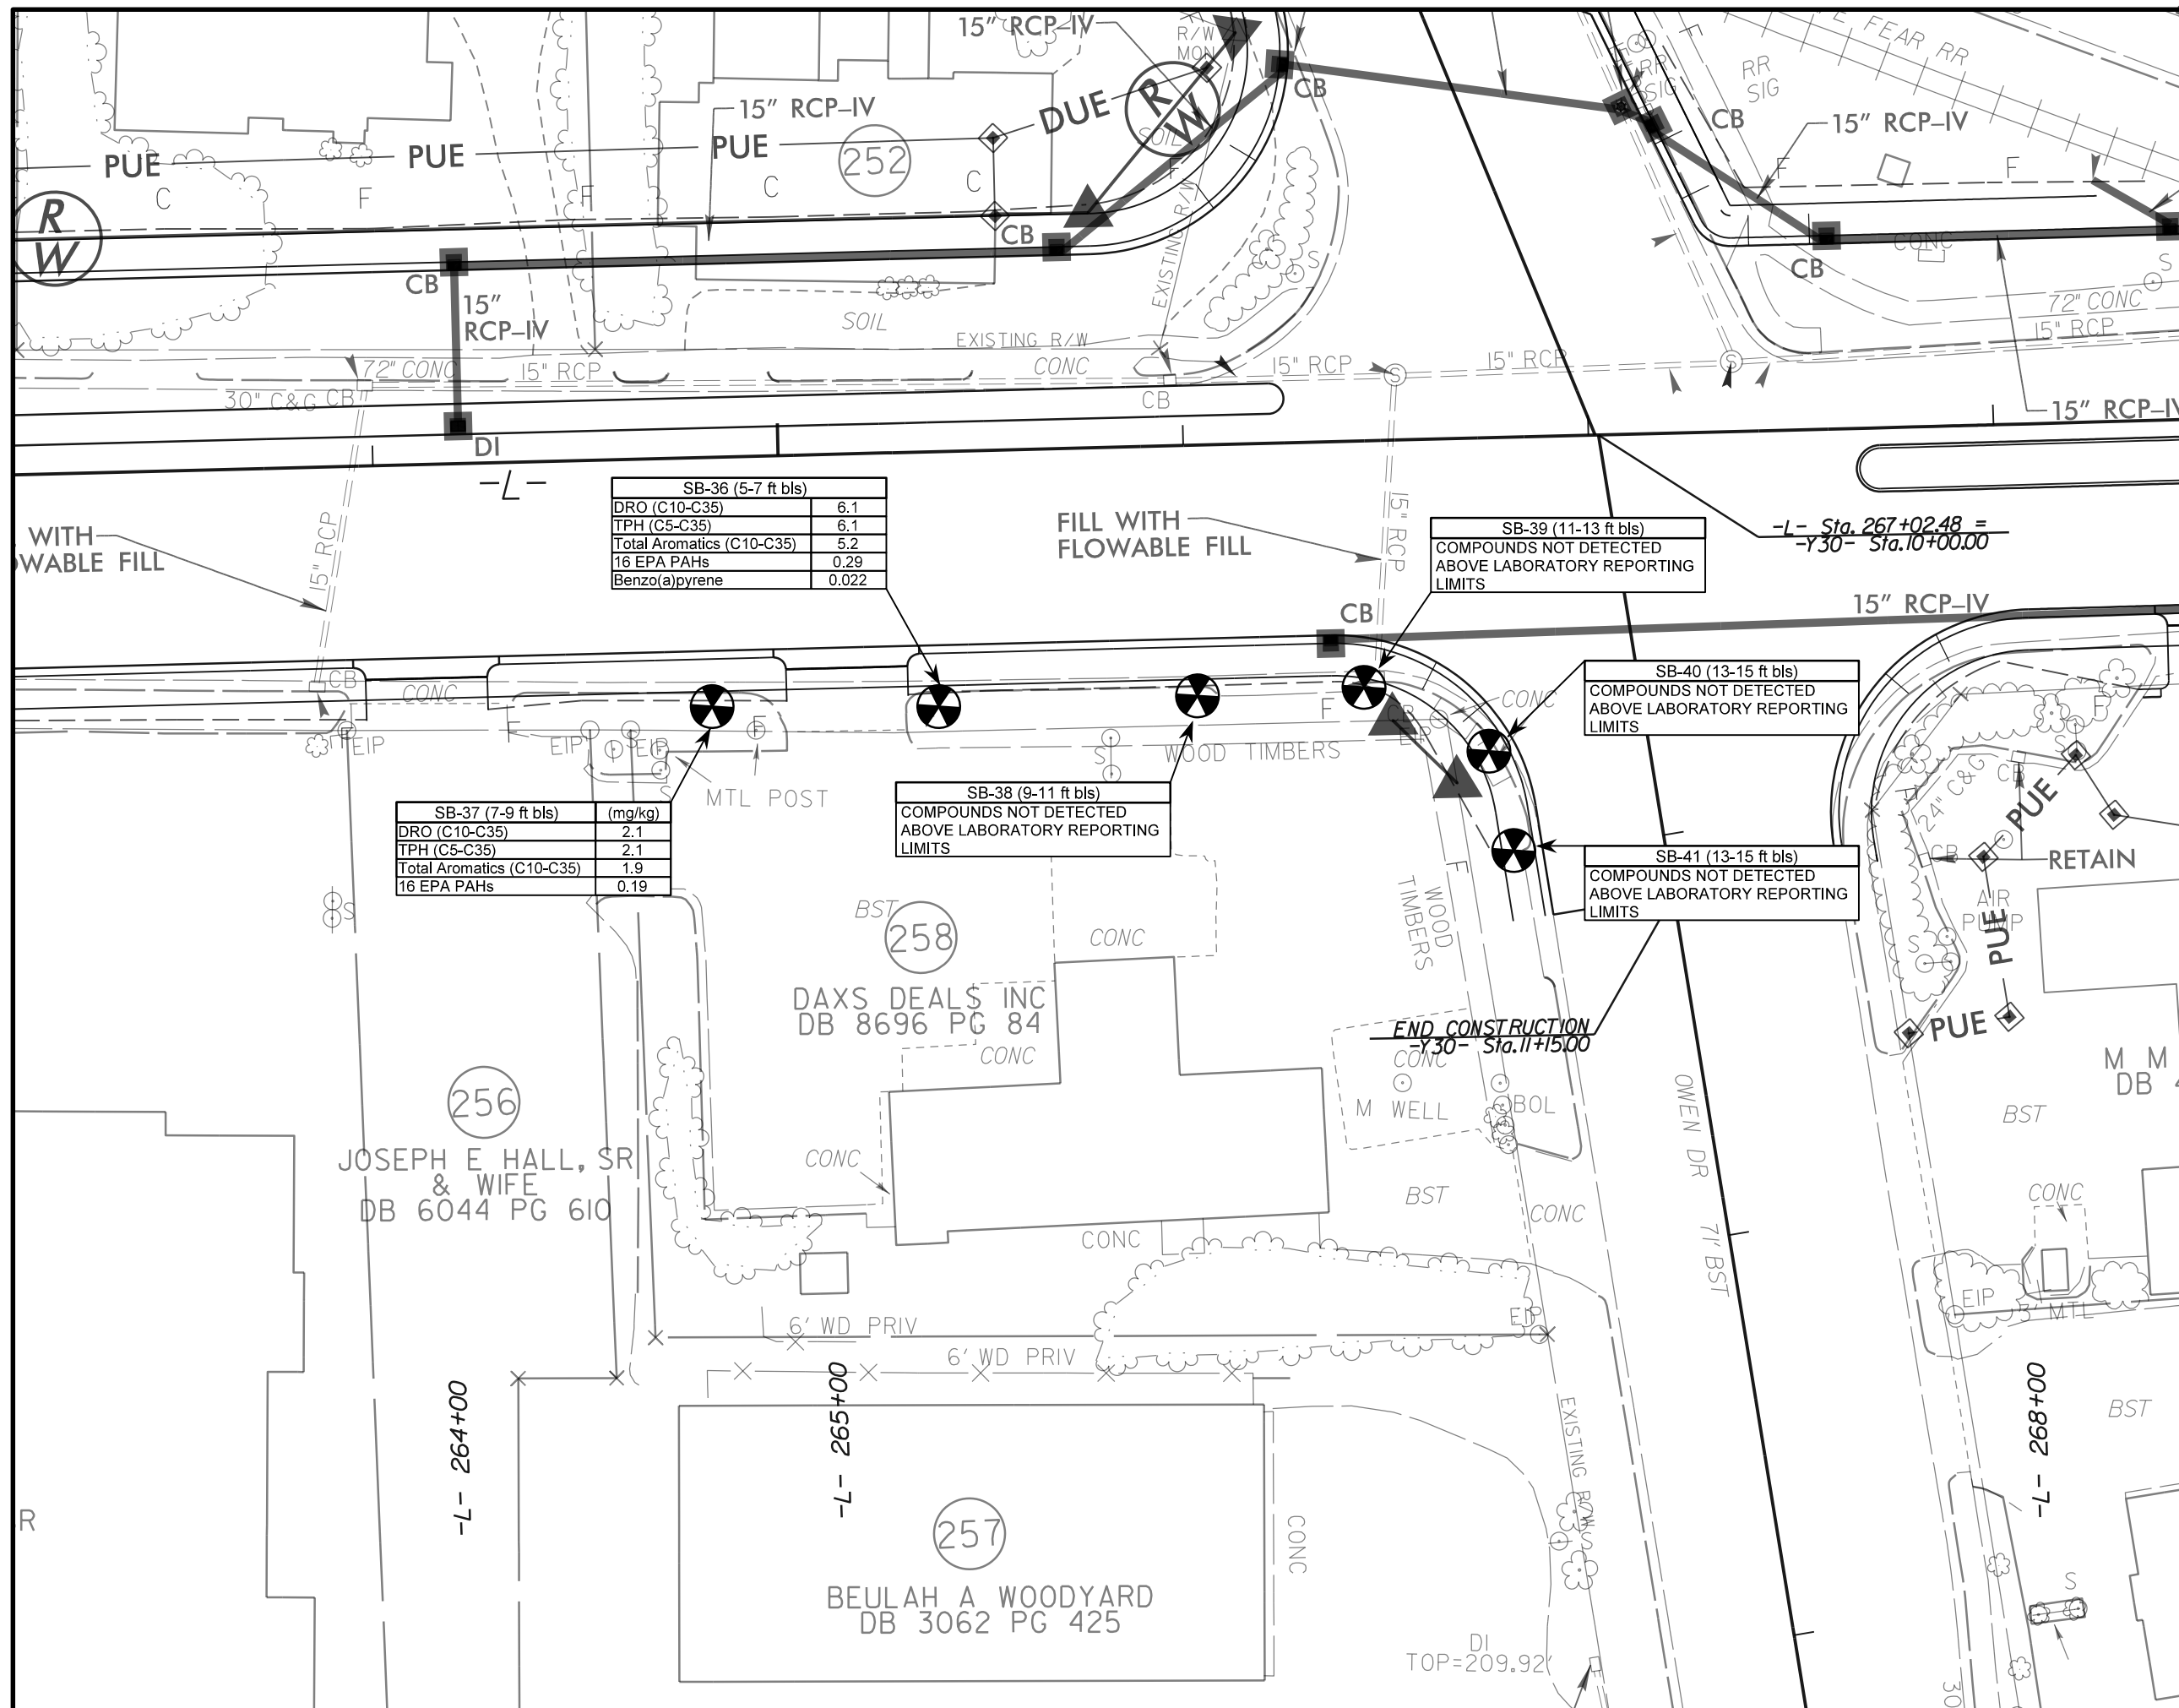 15" RCP-IV
R/W
MON
CB
FEAR RR
RR
SIG
RR
SIG
CB
15" RCP-IV
15" RCP-IV
DUE
R
W
SOIL
PUE
PUE
PUE
252
C
F
F
C
C
F
F
F
R
W
CB
CB
15"
RCP-IV
SOIL
EXISTING R/W
S
CONC
CB
S
72" CONC
15" RCP
EXISTING R/W
CONC
72" CONC
15" RCP
15" RCP
S
15" RCP
S
30" C&G
CB
CB
DI
15" RCP-IV
-L-
WITH
WABLE FILL
15" RCP
SB-36 (5-7 ft bls)
DRO (C10-C35) 6.1
TPH (C5-C35) 6.1
Total Aromatics (C10-C35) 5.2
16 EPA PAHs 0.29
Benzo(a)pyrene 0.022
FILL WITH
FLOWABLE FILL
15" RCP
SB-39 (11-13 ft bls)
COMPOUNDS NOT DETECTED
ABOVE LABORATORY REPORTING
LIMITS
-L- Sta. 267+02.48 =
-Y30- Sta. 10+00.00
CB
15" RCP-IV
SB-40 (13-15 ft bls)
COMPOUNDS NOT DETECTED
ABOVE LABORATORY REPORTING
LIMITS
CB
CONC
CONC
F
F
F
CB
EIP
EIP
EIP
EIP
S
S
WOOD TIMBERS
MTL POST
F
S
CB
24" C&G
PUE
SB-37 (7-9 ft bls) (mg/kg)
DRO (C10-C35) 2.1
TPH (C5-C35) 2.1
Total Aromatics (C10-C35) 1.9
16 EPA PAHs 0.19
SB-38 (9-11 ft bls)
COMPOUNDS NOT DETECTED
ABOVE LABORATORY REPORTING
LIMITS
SB-41 (13-15 ft bls)
COMPOUNDS NOT DETECTED
ABOVE LABORATORY REPORTING
LIMITS
CB
RETAIN
F
WOOD
TIMBERS
AIR
PUMP
PUE
S
S
BST
258
CONC
DAXS DEALS INC
DB 8696 PG 84
CONC
END CONSTRUCTION
-Y30- Sta. 11+15.00
PUE
CONC
M WELL
BOL
M M
DB
BST
OWEN DR
256
JOSEPH E HALL, SR
& WIFE
DB 6044 PG 610
CONC
BST
CONC
CONC
CONC
71' BST
EIP
3' MTL
EIP
6' WD PRIV
6' WD PRIV
-L- 264+00
-L- 265+00
-L- 268+00
EXISTING R/W
S
BST
R
257
BEULAH A WOODYARD
DB 3062 PG 425
CONC
S
DI
TOP=209.92'
30